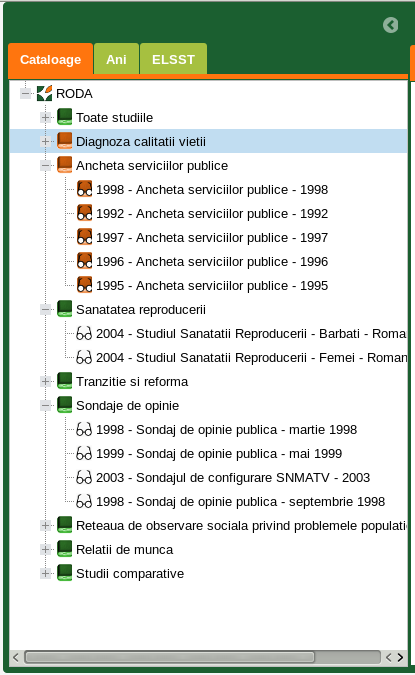 Cataloage Ani ELSST
RODA
Toate studiile
Diagnoza calitatii vietii
Ancheta serviciilor publice
1998 - Ancheta serviciilor publice - 1998
1992 - Ancheta serviciilor publice - 1992
1997 - Ancheta serviciilor publice - 1997
1996 - Ancheta serviciilor publice - 1996
1995 - Ancheta serviciilor publice - 1995
Sanatatea reproducerii
2004 - Studiul Sanatatii Reproducerii - Barbati - Roma
2004 - Studiul Sanatatii Reproducerii - Femei - Roman
Tranzitie si reforma
Sondaje de opinie
1998 - Sondaj de opinie publica - martie 1998
1999 - Sondaj de opinie publica - mai 1999
2003 - Sondajul de configurare SNMATV - 2003
1998 - Sondaj de opinie publica - septembrie 1998
Reteaua de observare sociala privind problemele populati
Relatii de munca
Studii comparative